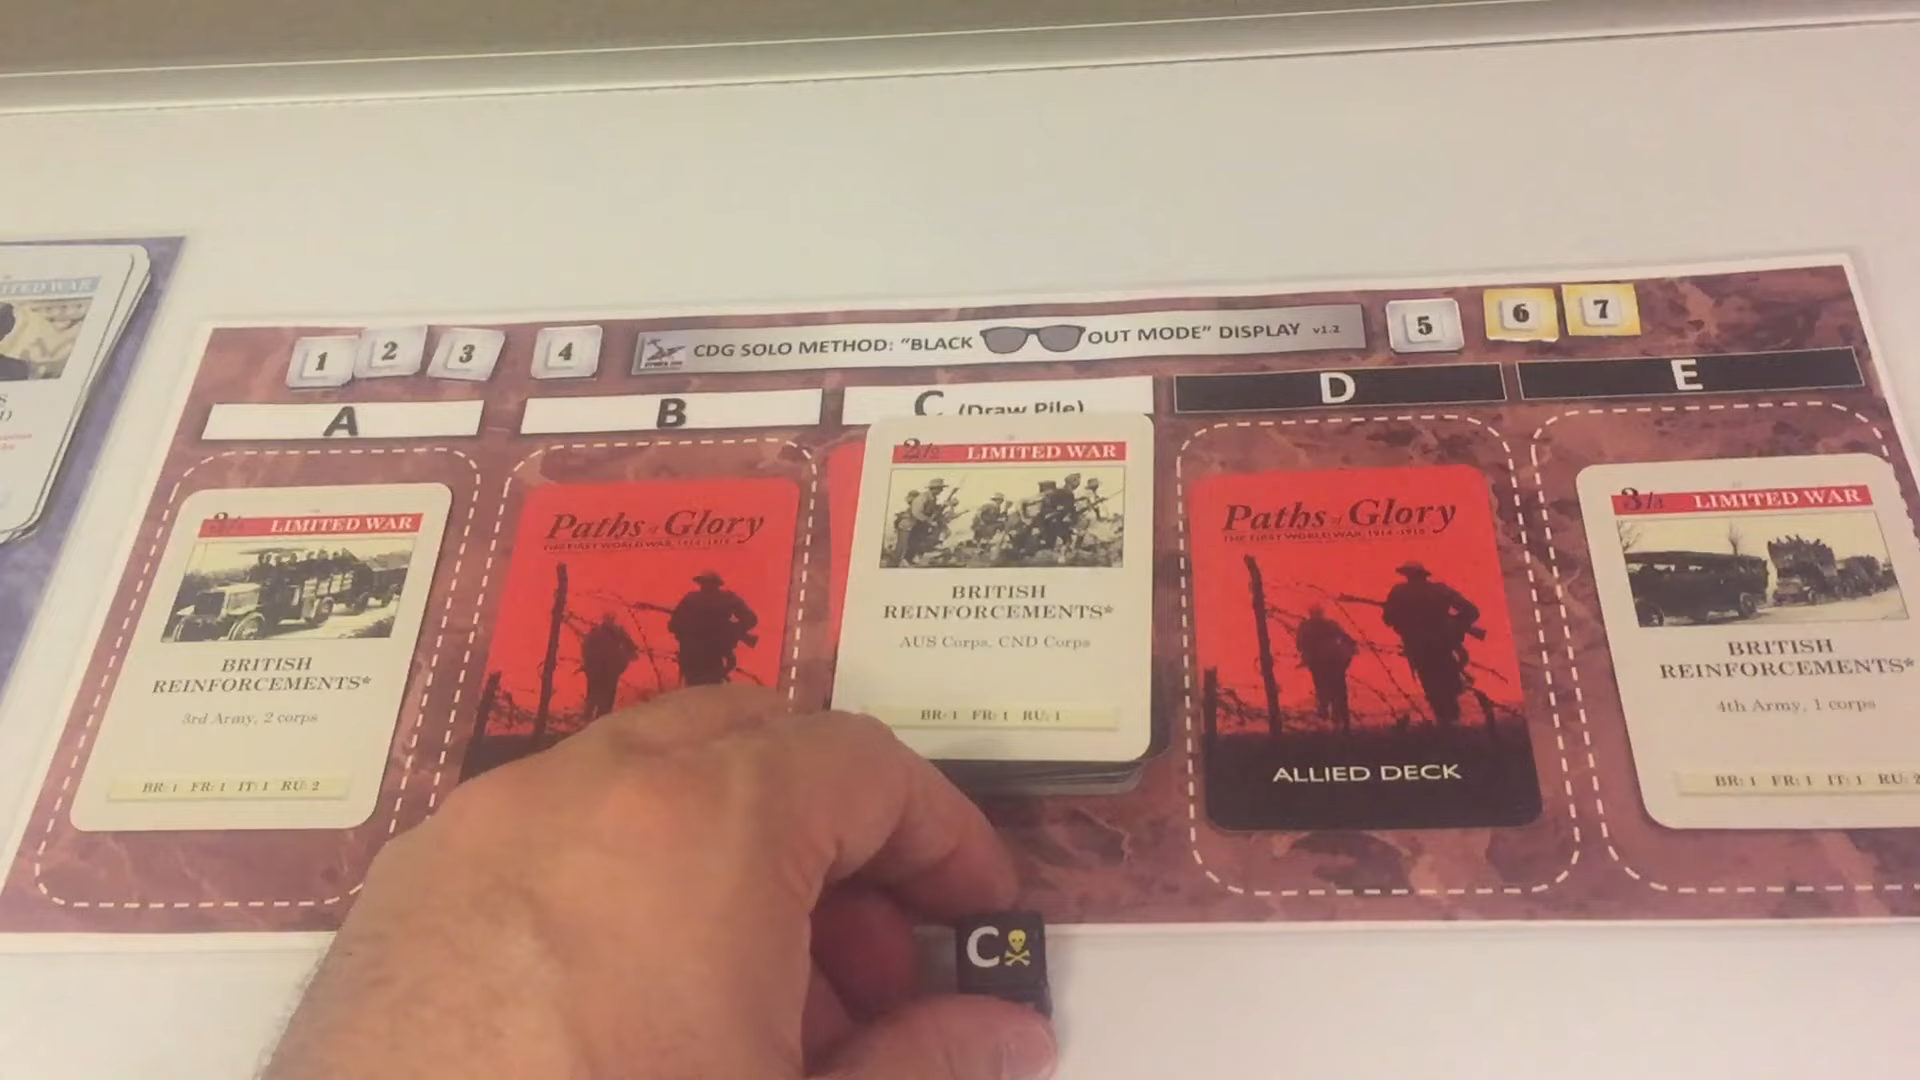 1
2
3
4
CDG SOLO METHOD: "BLACK OUT MODE" DISPLAY v1.2
5
6
7
A
B
C (Draw Pile)
D
E
LIMITED WAR
BRITISH
REINFORCEMENTS*
3rd Army, 2 corps
BR: 1 FR: 1 IT: 1 RU: 2
Paths of Glory
THE FIRST WORLD WAR, 1914-1918
2/2 LIMITED WAR
BRITISH
REINFORCEMENTS*
AUS Corps, CND Corps
BR: 1 FR: 1 RU: 1
Paths of Glory
THE FIRST WORLD WAR, 1914-1918
ALLIED DECK
LIMITED WAR
BRITISH
REINFORCEMENTS*
4th Army, 1 corps
BR: 1 FR: 1 IT: 1 RU: 2
C